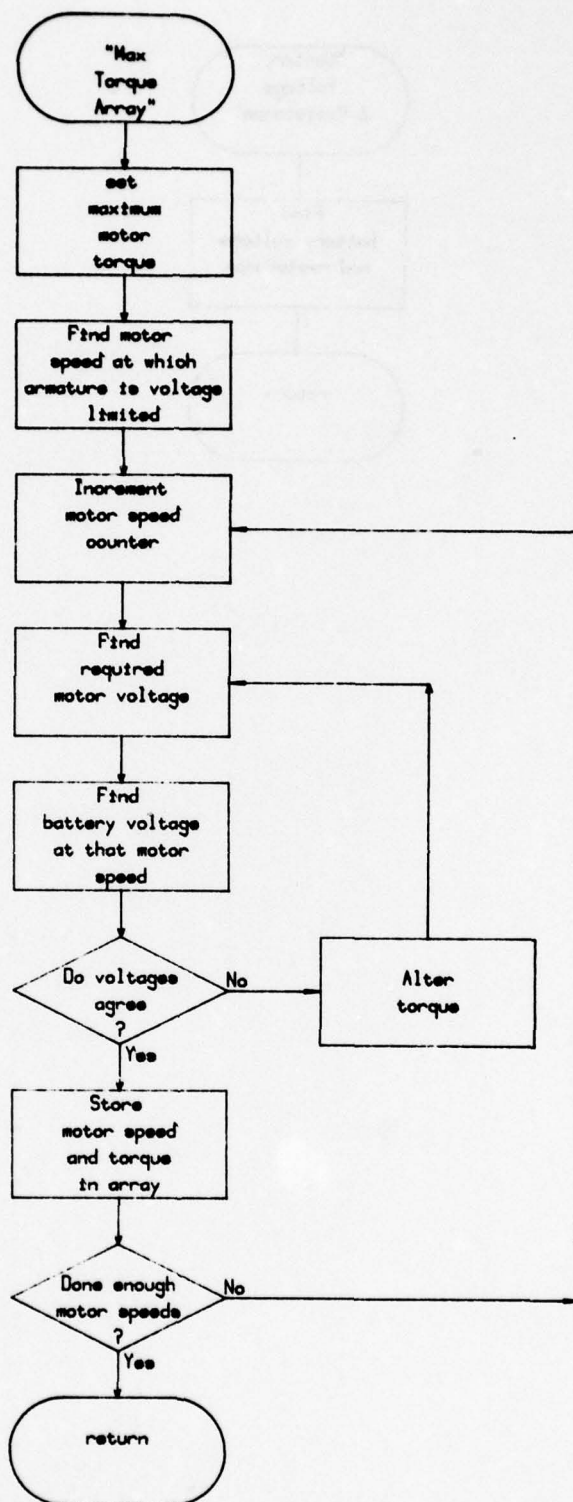 "Max
Torque
Array"
set
maximum
motor
torque
Find motor
speed at which
armature is voltage
limited
Increment
motor speed
counter
Find
required
motor voltage
Find
battery voltage
at that motor
speed
Do voltages
agree
?
No
Alter
torque
Yes
Store
motor speed
and torque
in array
Done enough
motor speeds
?
No
Yes
return